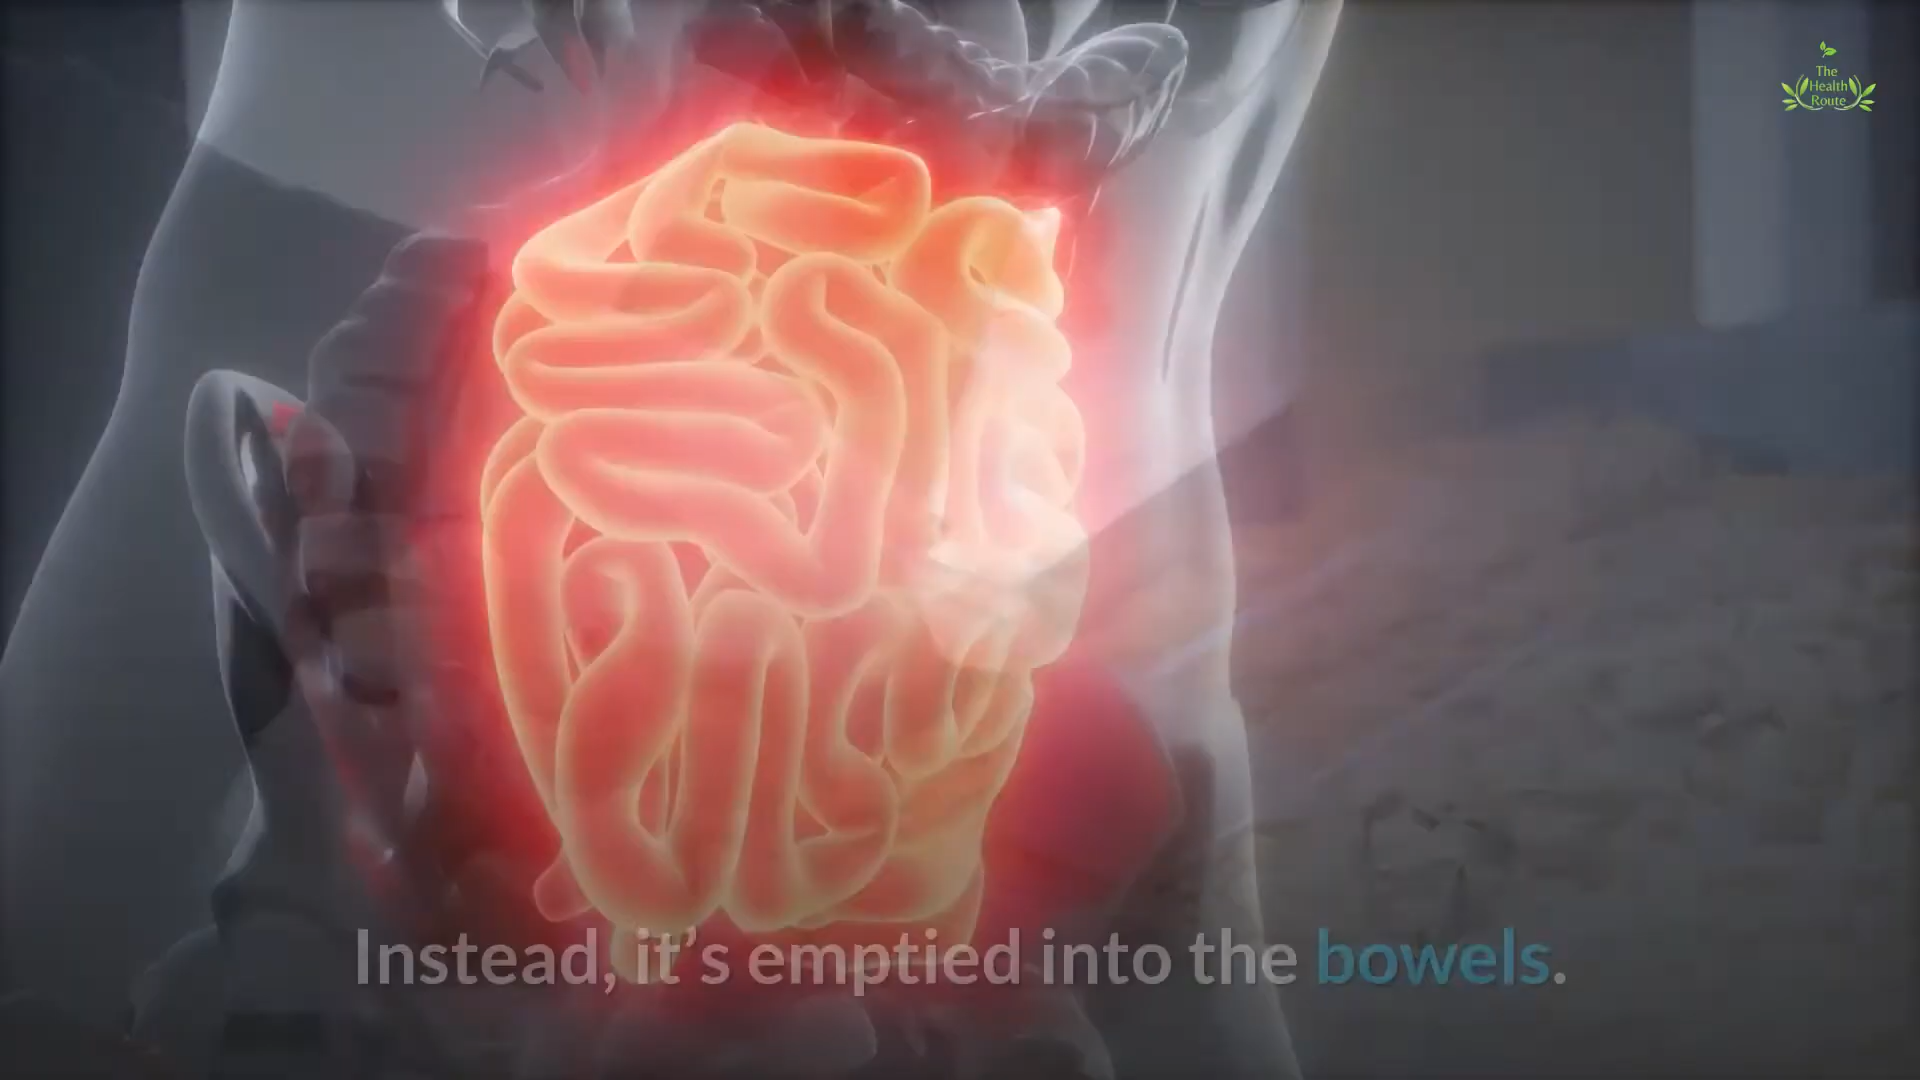 The
Health
Route
Instead, it's emptied into the bowels.